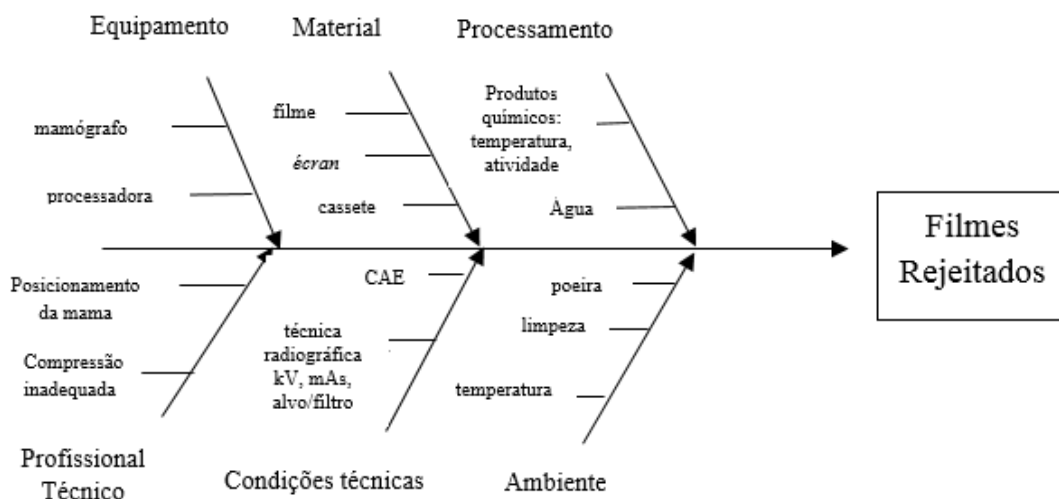 Equipamento
Material
Processamento
mamógrafo
processadora
filme
écran
cassete
Produtos
químicos:
temperatura,
atividade
Água
Filmes
Rejeitados
Posicionamento
da mama
Compressão
inadequada
CAE
técnica
radiográfica
kV, mAs,
alvo/filtro
poeira
limpeza
temperatura
Profissional
Técnico
Condições técnicas
Ambiente